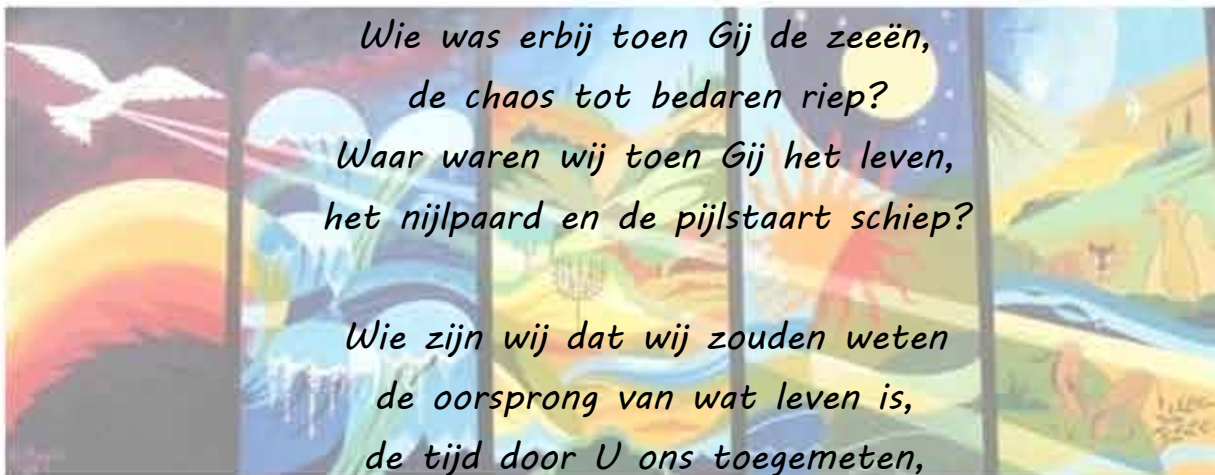 Wie was erbij toen Gij de zeeën,
de chaos tot bedaren riep?
Waar waren wij toen Gij het leven,
het nijlpaard en de pijlstaart schiep?
Wie zijn wij dat wij zouden weten
de oorsprong van wat leven is,
de tijd door U ons toegemeten,